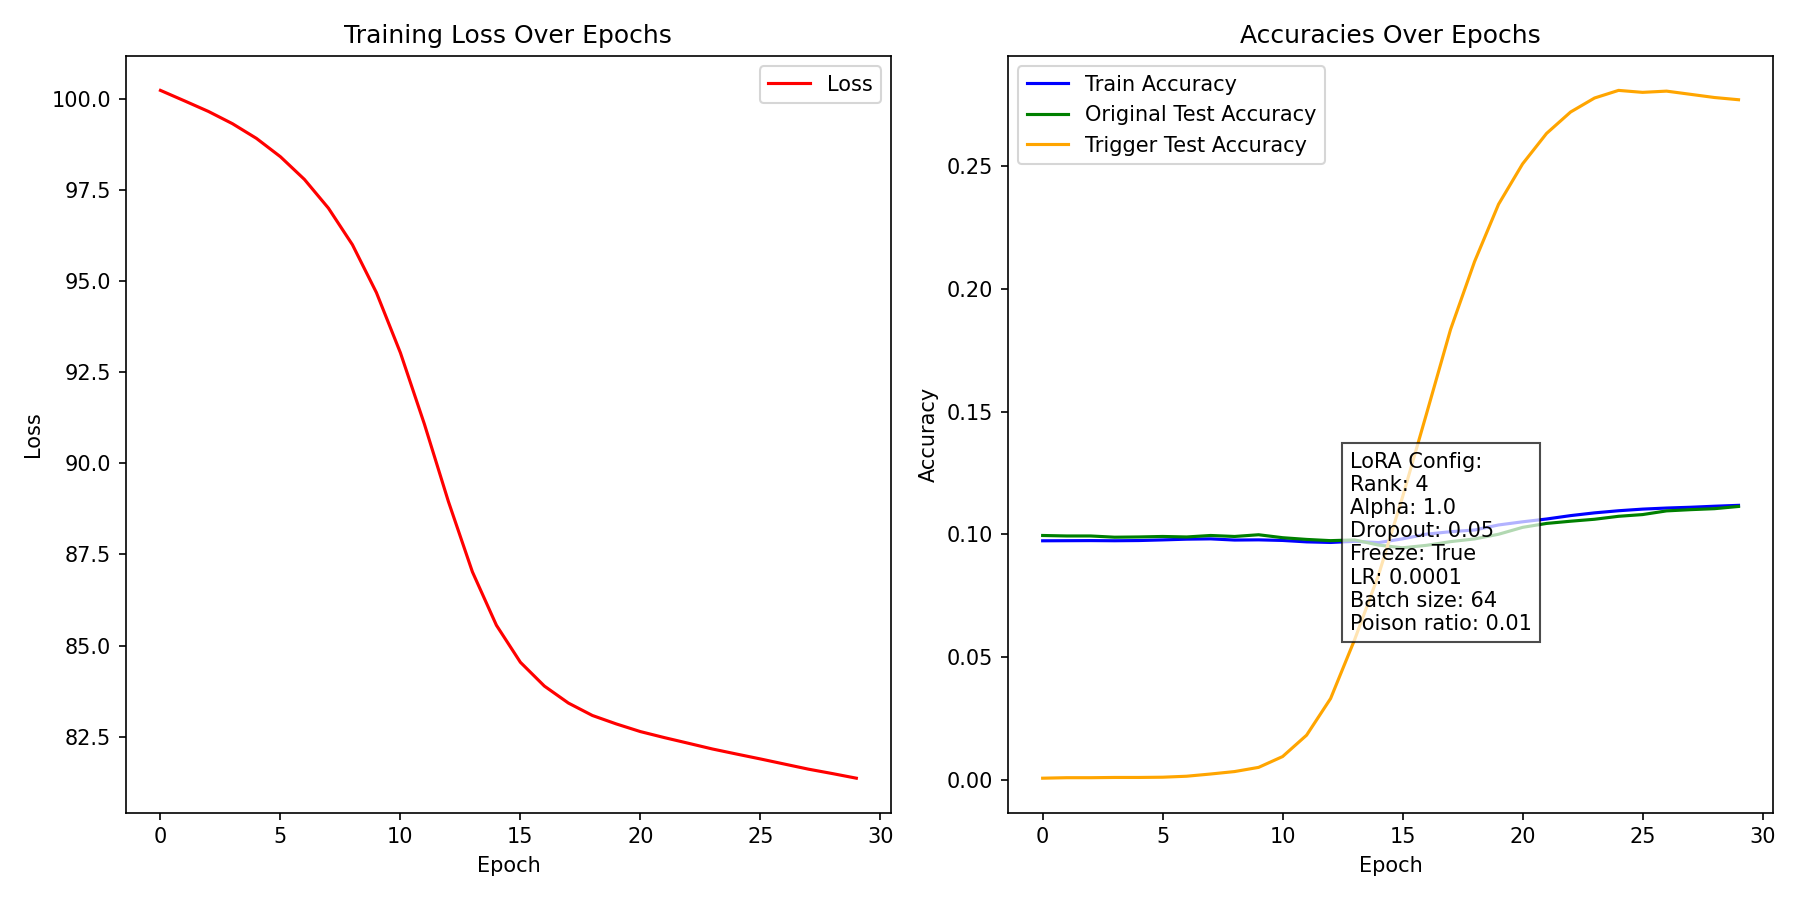 Training Loss Over Epochs
Loss
100.0
97.5
95.0
92.5
90.0
87.5
85.0
82.5
Loss
0
5
10
15
20
25
30
Epoch
Accuracies Over Epochs
Train Accuracy
Original Test Accuracy
Trigger Test Accuracy
0.25
0.20
0.15
0.10
0.05
0.00
Accuracy
LoRA Config:
Rank: 4
Alpha: 1.0
Dropout: 0.05
Freeze: True
LR: 0.0001
Batch size: 64
Poison ratio: 0.01
0
5
10
15
20
25
30
Epoch